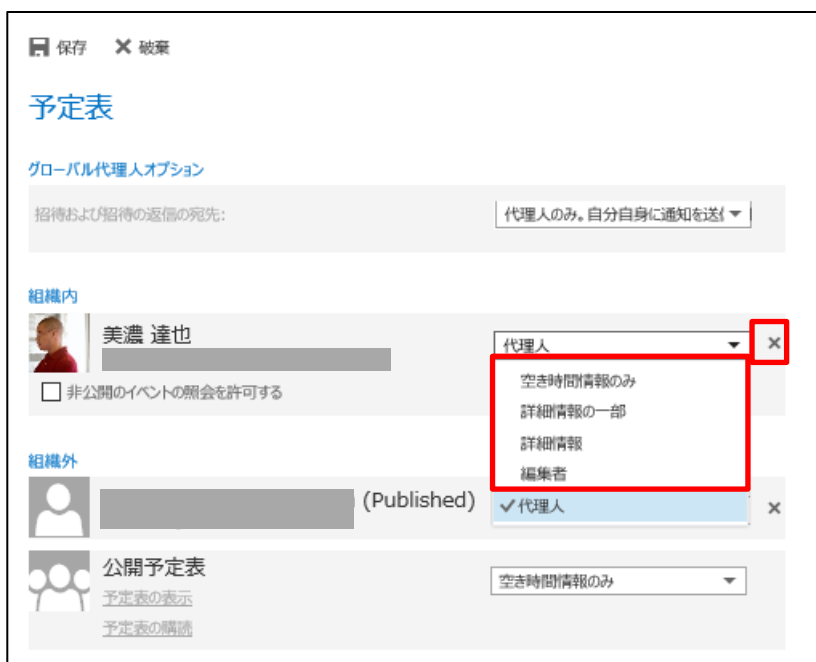 保存 破棄
予定表
グローバル代理人オプション
招待および招待の返信の宛先:
代理人のみ。自分自身に通知を送
組織内
美濃 達也
代理人
非公開のイベントの照会を許可する
空き時間情報のみ
詳細情報の一部
詳細情報
編集者
代理人
組織外
(Published)
公開予定表
空き時間情報のみ
予定表の表示
予定表の購読